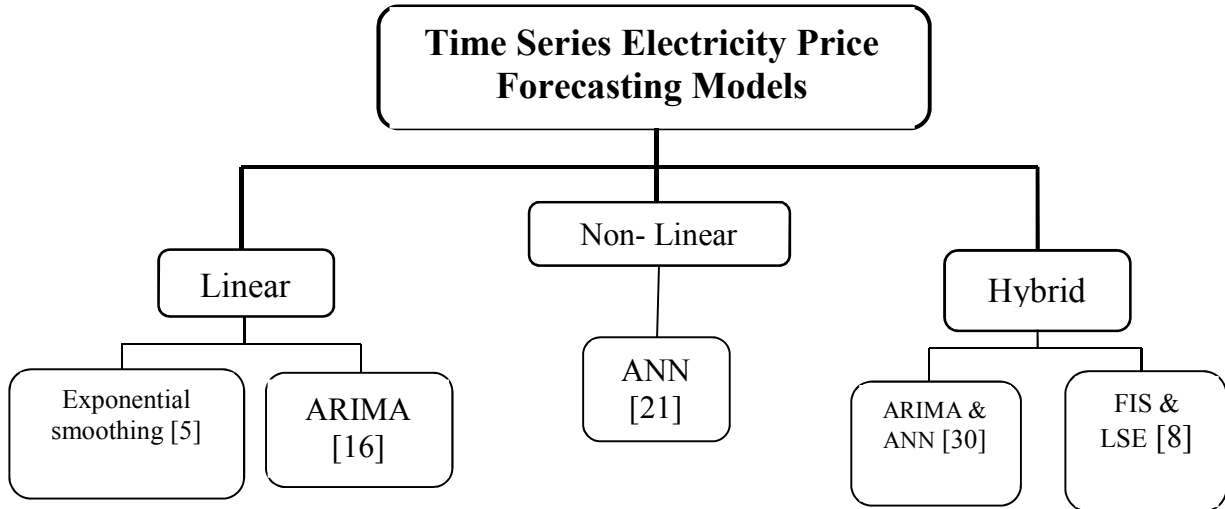 Time Series Electricity Price
Forecasting Models
Non- Linear
Linear
Hybrid
Exponential
smoothing [5]
ARIMA
[16]
ANN
[21]
ARIMA &
ANN [30]
FIS &
LSE [8]